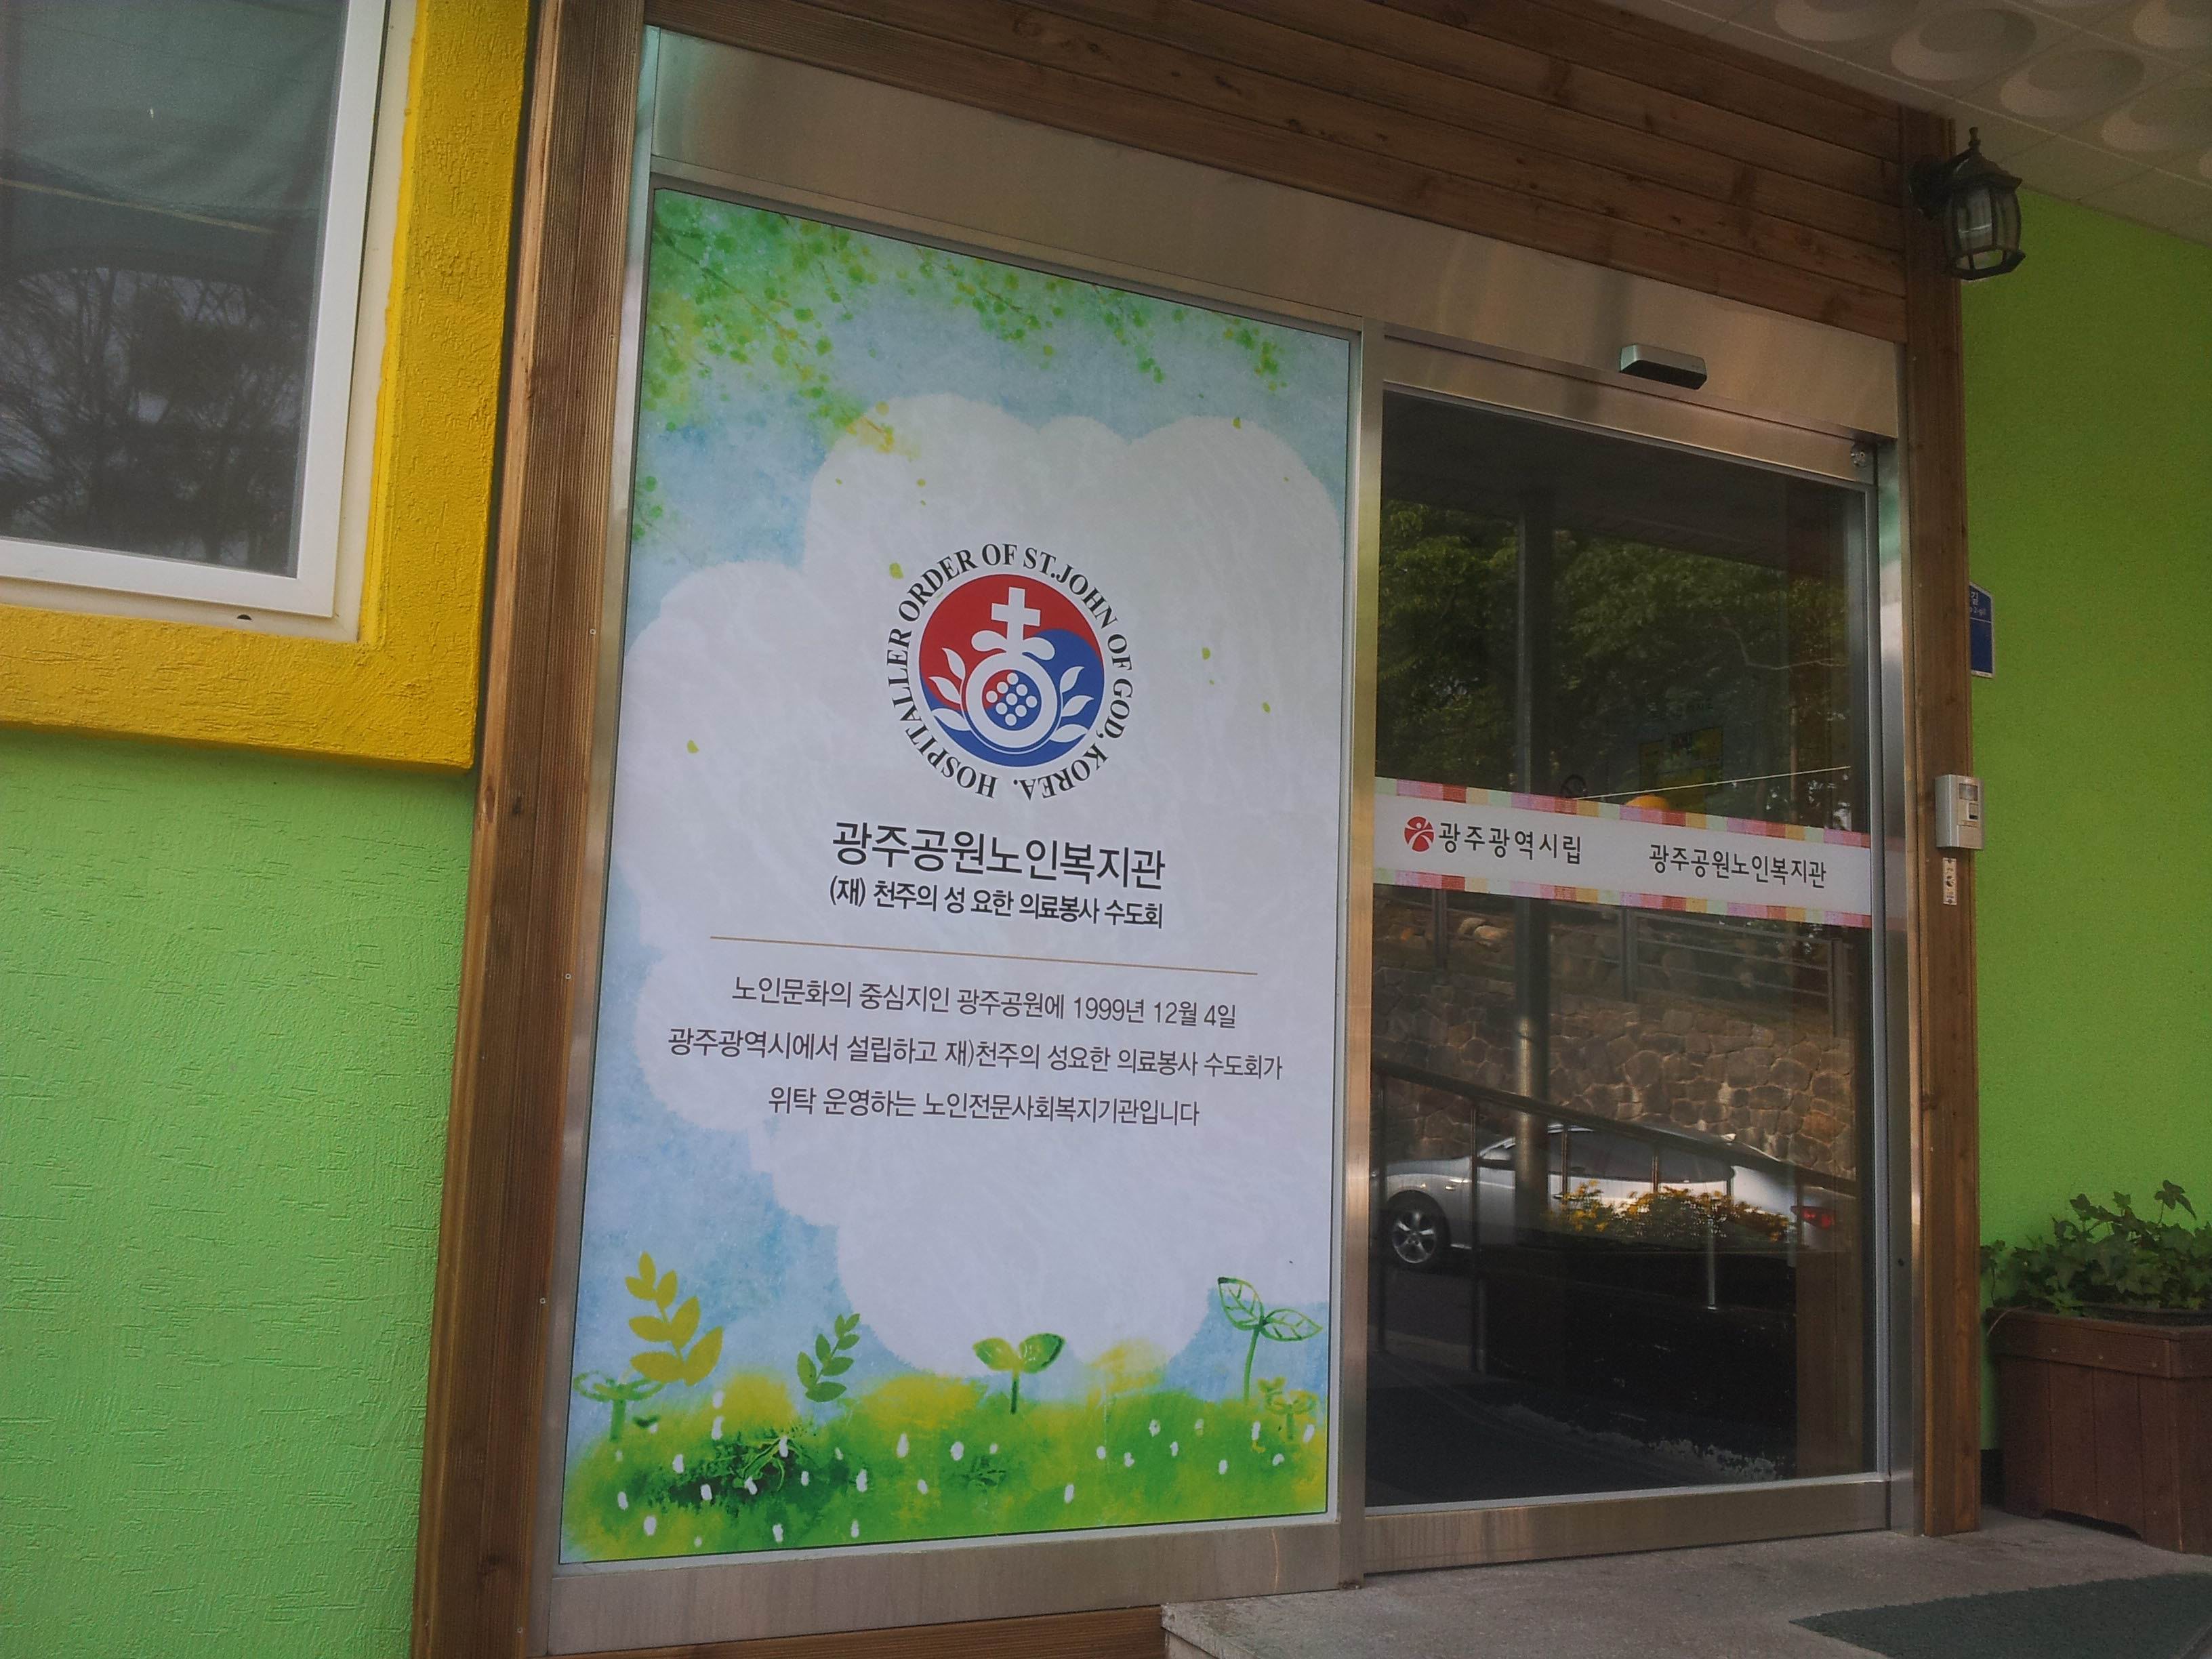 HOSPITALLER ORDER OF ST.JOHN OF GOD, KOREA.
광주공원노인복지관
(재) 천주의 성 요한 의료봉사 수도회
노인문화의 중심지인 광주공원에 1999년 12월 4일
광주광역시에서 설립하고 재)천주의 성요한 의료봉사 수도회가
위탁 운영하는 노인전문사회복지기관입니다
광주광역시립 광주공원노인복지관
길